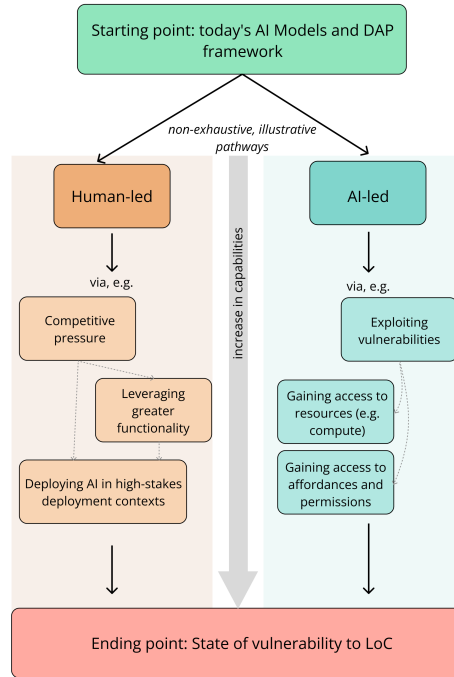 Starting point: today's AI Models and DAP
framework
non-exhaustive, illustrative
pathways
Human-led
via, e.g.
Competitive
pressure
Leveraging
greater
functionality
Deploying AI in high-stakes
deployment contexts
increase in capabilities
AI-led
via, e.g.
Exploiting
vulnerabilities
Gaining access to
resources (e.g.
compute)
Gaining access to
affordances and
permissions
Ending point: State of vulnerability to LoC